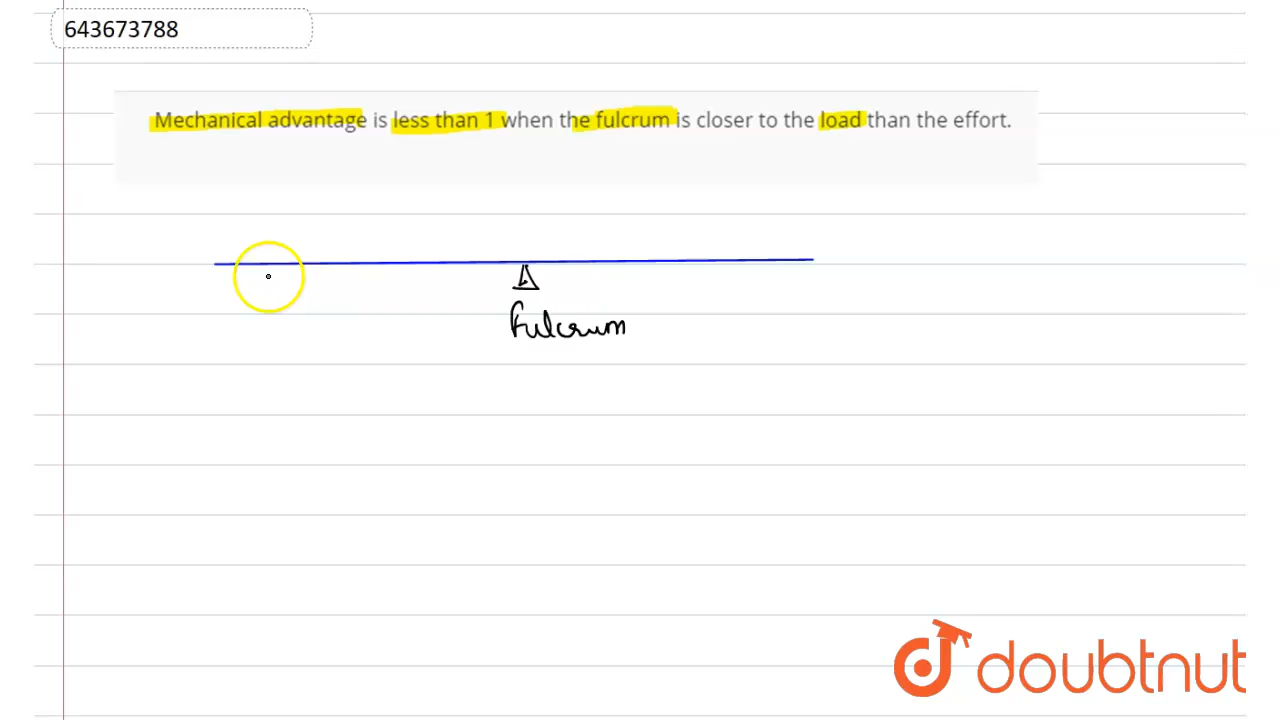 643673788
Mechanical advantage is less than 1 when the fulcrum is closer to the load than the effort.
fulcrum
doubtnut